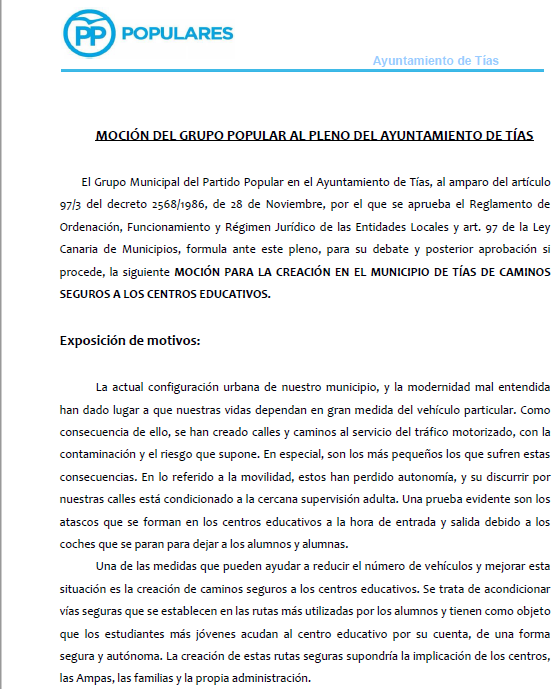 PP POPULARES
Ayuntamiento de Tías
MOCIÓN DEL GRUPO POPULAR AL PLENO DEL AYUNTAMIENTO DE TÍAS
El Grupo Municipal del Partido Popular en el Ayuntamiento de Tías, al amparo del artículo
97/3 del decreto 2568/1986, de 28 de Noviembre, por el que se aprueba el Reglamento de
Ordenación, Funcionamiento y Régimen Jurídico de las Entidades Locales y art. 97 de la Ley
Canaria de Municipios, formula ante este pleno, para su debate y posterior aprobación si
procede, la siguiente MOCIÓN PARA LA CREACIÓN EN EL MUNICIPIO DE TÍAS DE CAMINOS
SEGUROS A LOS CENTROS EDUCATIVOS.
Exposición de motivos:
La actual configuración urbana de nuestro municipio, y la modernidad mal entendida
han dado lugar a que nuestras vidas dependan en gran medida del vehículo particular. Como
consecuencia de ello, se han creado calles y caminos al servicio del tráfico motorizado, con la
contaminación y el riesgo que supone. En especial, son los más pequeños los que sufren estas
consecuencias. En lo referido a la movilidad, estos han perdido autonomía, y su discurrir por
nuestras calles está condicionado a la cercana supervisión adulta. Una prueba evidente son los
atascos que se forman en los centros educativos a la hora de entrada y salida debido a los
coches que se paran para dejar a los alumnos y alumnas.
Una de las medidas que pueden ayudar a reducir el número de vehículos y mejorar esta
situación es la creación de caminos seguros a los centros educativos. Se trata de acondicionar
vías seguras que se establecen en las rutas más utilizadas por los alumnos y tienen como objeto
que los estudiantes más jóvenes acudan al centro educativo por su cuenta, de una forma
segura y autónoma. La creación de estas rutas seguras supondría la implicación de los centros,
las Ampas, las familias y la propia administración.